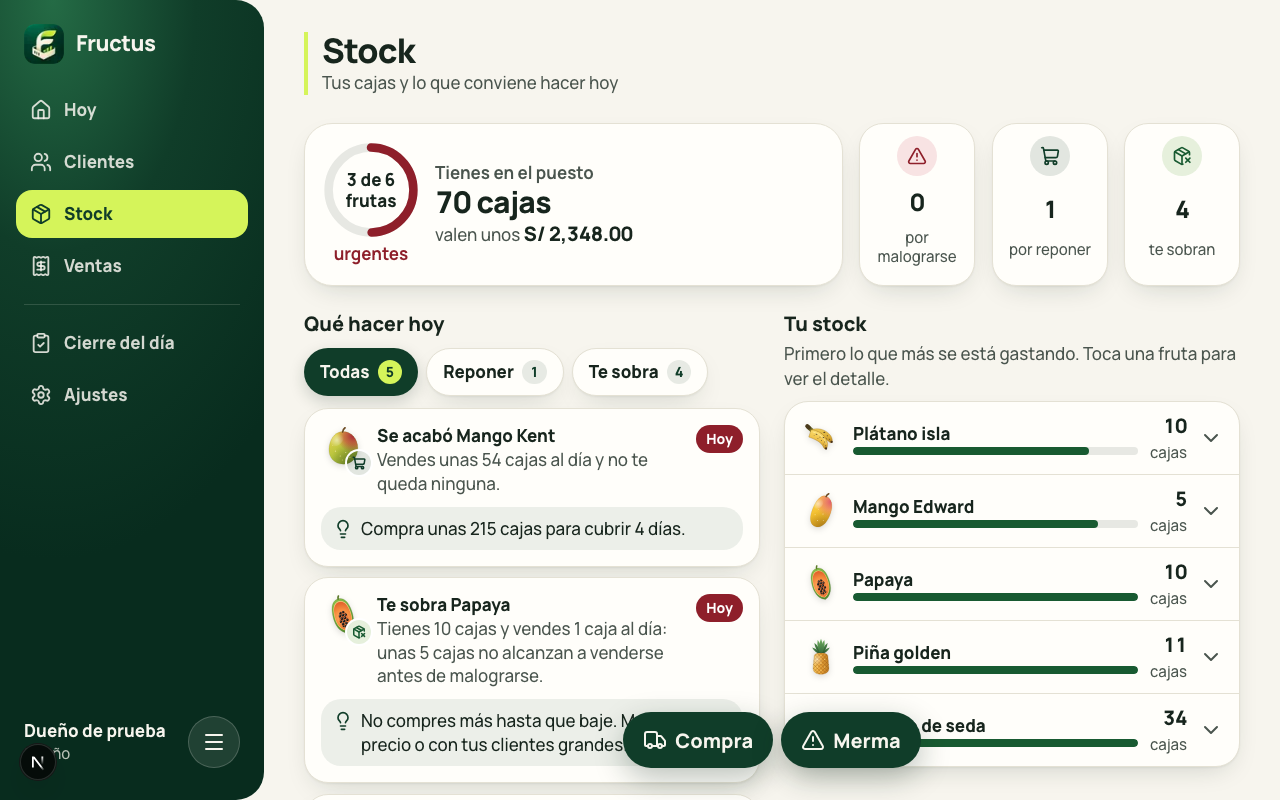 Fructus
Hoy
Clientes
Stock
Ventas
Cierre del día
Ajustes
Dueño de prueba
N
Stock
Tus cajas y lo que conviene hacer hoy
3 de 6
frutas
urgentes
Tienes en el puesto
70 cajas
valen unos S/ 2,348.00
0
por
malograrse
1
por reponer
4
te sobran
Qué hacer hoy
Todas 5
Reponer 1
Te sobra 4
Se acabó Mango Kent
Hoy
Vendes unas 54 cajas al día y no te
queda ninguna.
Compra unas 215 cajas para cubrir 4 días.
Te sobra Papaya
Hoy
Tienes 10 cajas y vendes 1 caja al día:
unas 5 cajas no alcanzan a venderse
antes de malograrse.
No compres más hasta que baje.
precio o con tus clientes grandes
Tu stock
Primero lo que más se está gastando. Toca una fruta para
ver el detalle.
Plátano isla
10
cajas
Mango Edward
5
cajas
Papaya
10
cajas
Piña golden
11
cajas
de seda
34
cajas
Compra
Merma